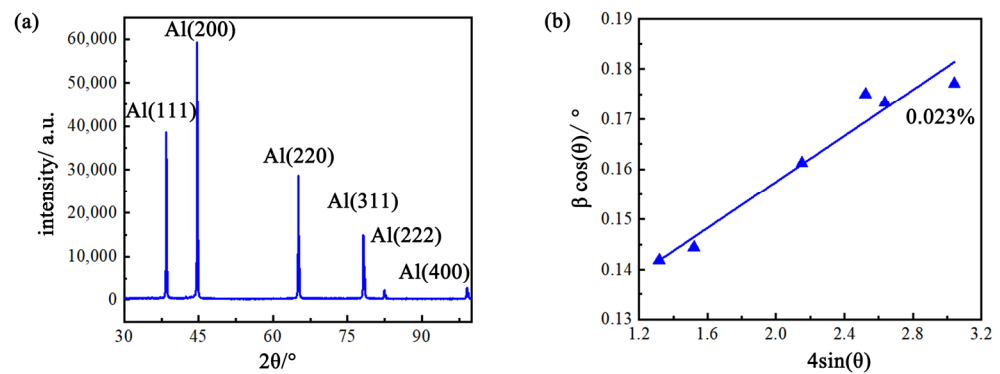 (a)
Al(200)
60,000
50,000
Al(111)
40,000
30,000
Al(220)
20,000
Al(311)
Al(222)
10,000
Al(400)
0
30 45 60 75 90
2θ/°
intensity/ a.u.
(b)
0.19
0.18
0.17
0.023%
0.16
0.15
0.14
0.13
1.2 1.6 2.0 2.4 2.8 3.2
4sin(θ)
β cos(θ)/ °